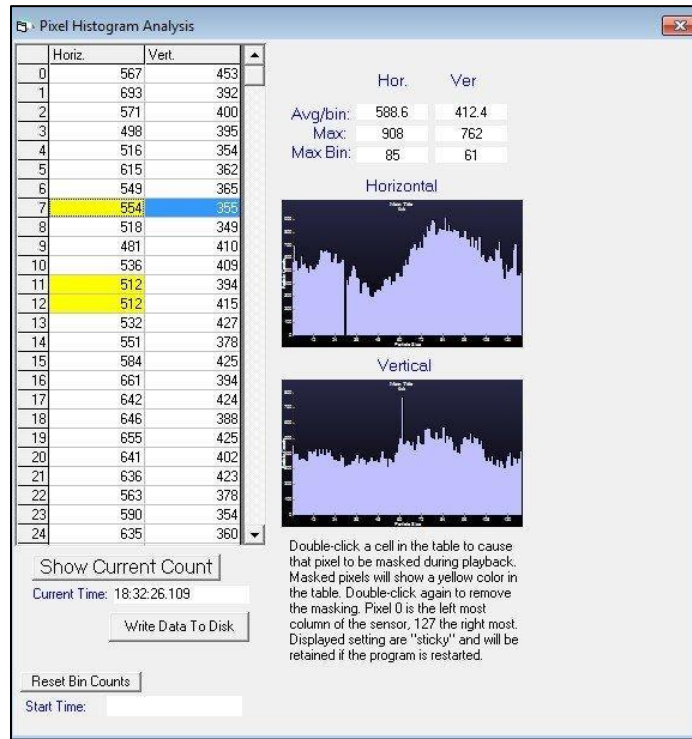 Pixel Histogram Analysis
Horiz. Vert.
0 567 453
1 693 392
2 571 400
3 498 395
4 516 354
5 615 362
6 549 365
7 554 355
8 518 349
9 481 410
10 536 409
11 512 394
12 512 415
13 532 427
14 551 378
15 584 425
16 661 394
17 642 424
18 646 388
19 655 425
20 641 402
21 636 423
22 563 378
23 590 354
24 635 360
Show Current Count
Current Time: 18:32:26.109
Write Data To Disk
Reset Bin Counts
Start Time:
Hor. Ver
Avg/bin: 588.6 412.4
Max: 908 762
Max Bin: 85 61
Horizontal
Main Title
Particle Size
Vertical
Main Title
Particle Size
Double-click a cell in the table to cause
that pixel to be masked during playback.
Masked pixels will show a yellow color in
the table. Double-click again to remove
the masking. Pixel 0 is the left most
column of the sensor, 127 the right most.
Displayed setting are "sticky" and will be
retained if the program is restarted.